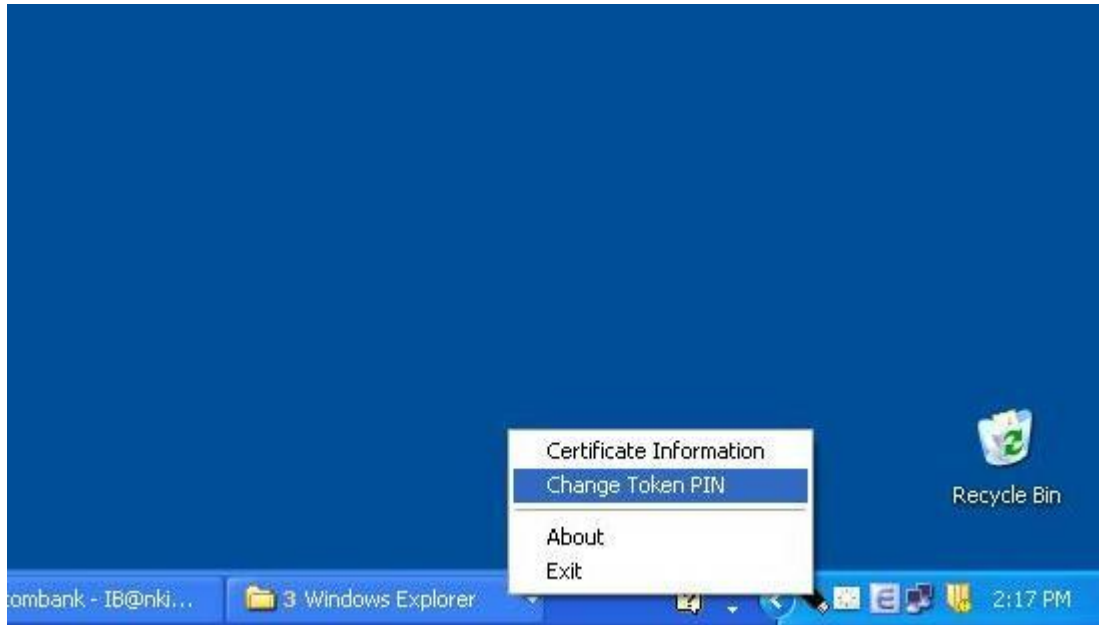 Certificate Information
Change Token PIN
About
Exit
Recycle Bin
ombank - IB@nki...
3 Windows Explorer
2:17 PM